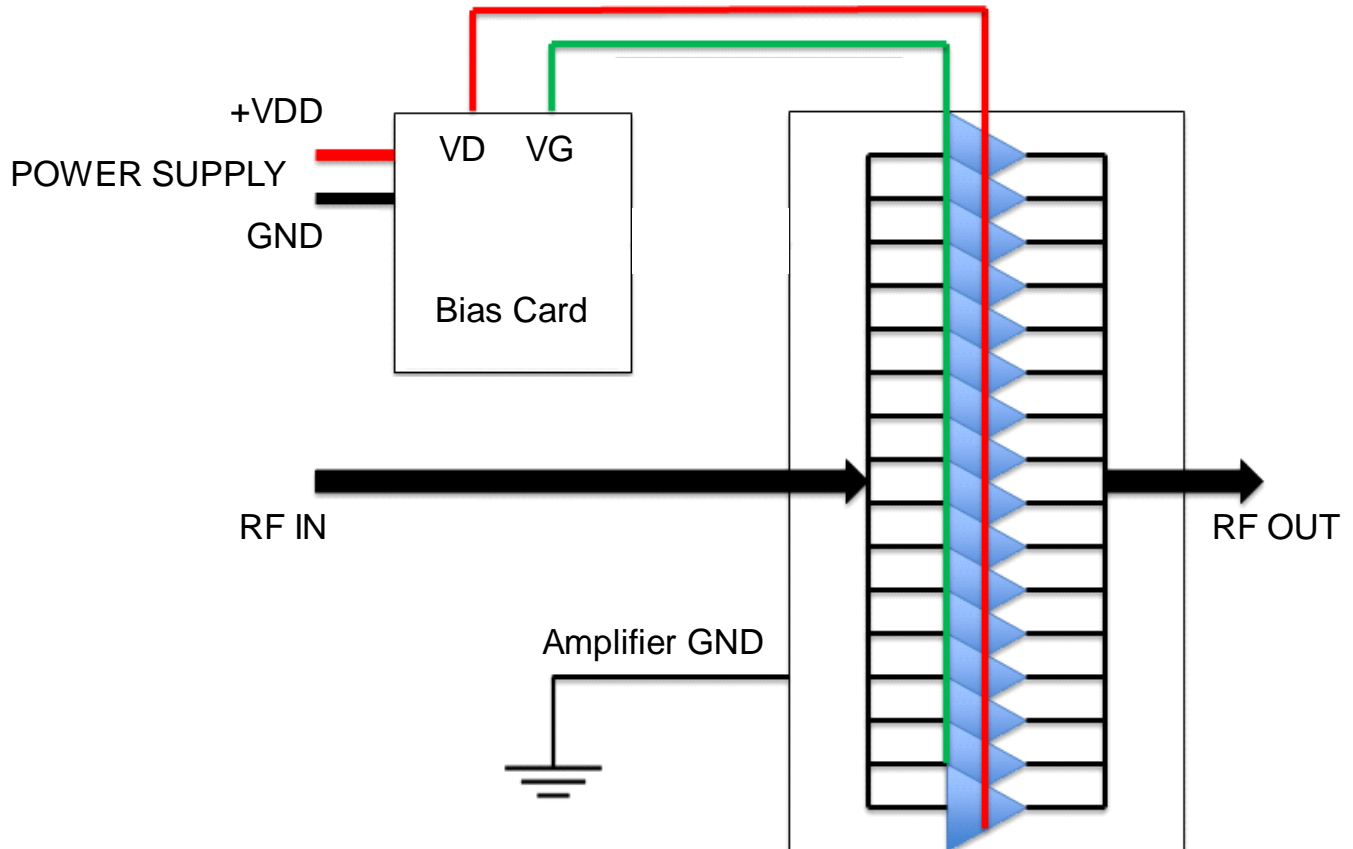 +VDD
POWER SUPPLY
GND
VD VG
Bias Card
RF IN
RF OUT
Amplifier GND